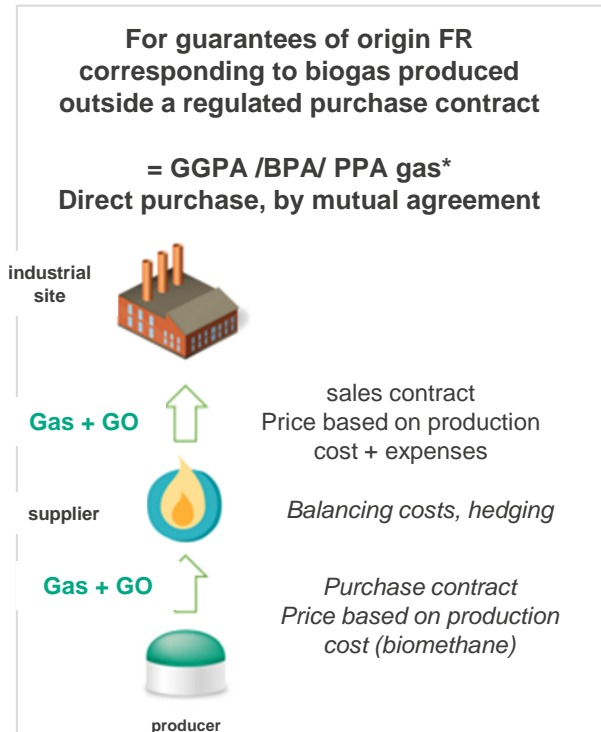 For guarantees of origin FR
corresponding to biogas produced
outside a regulated purchase contract
= GGPA /BPA/ PPA gas*
Direct purchase, by mutual agreement
industrial
site
sales contract
Gas + GO
Price based on production
cost + expenses
supplier
Balancing costs, hedging
Gas + GO
Purchase contract
Price based on production
cost (biomethane)
producer